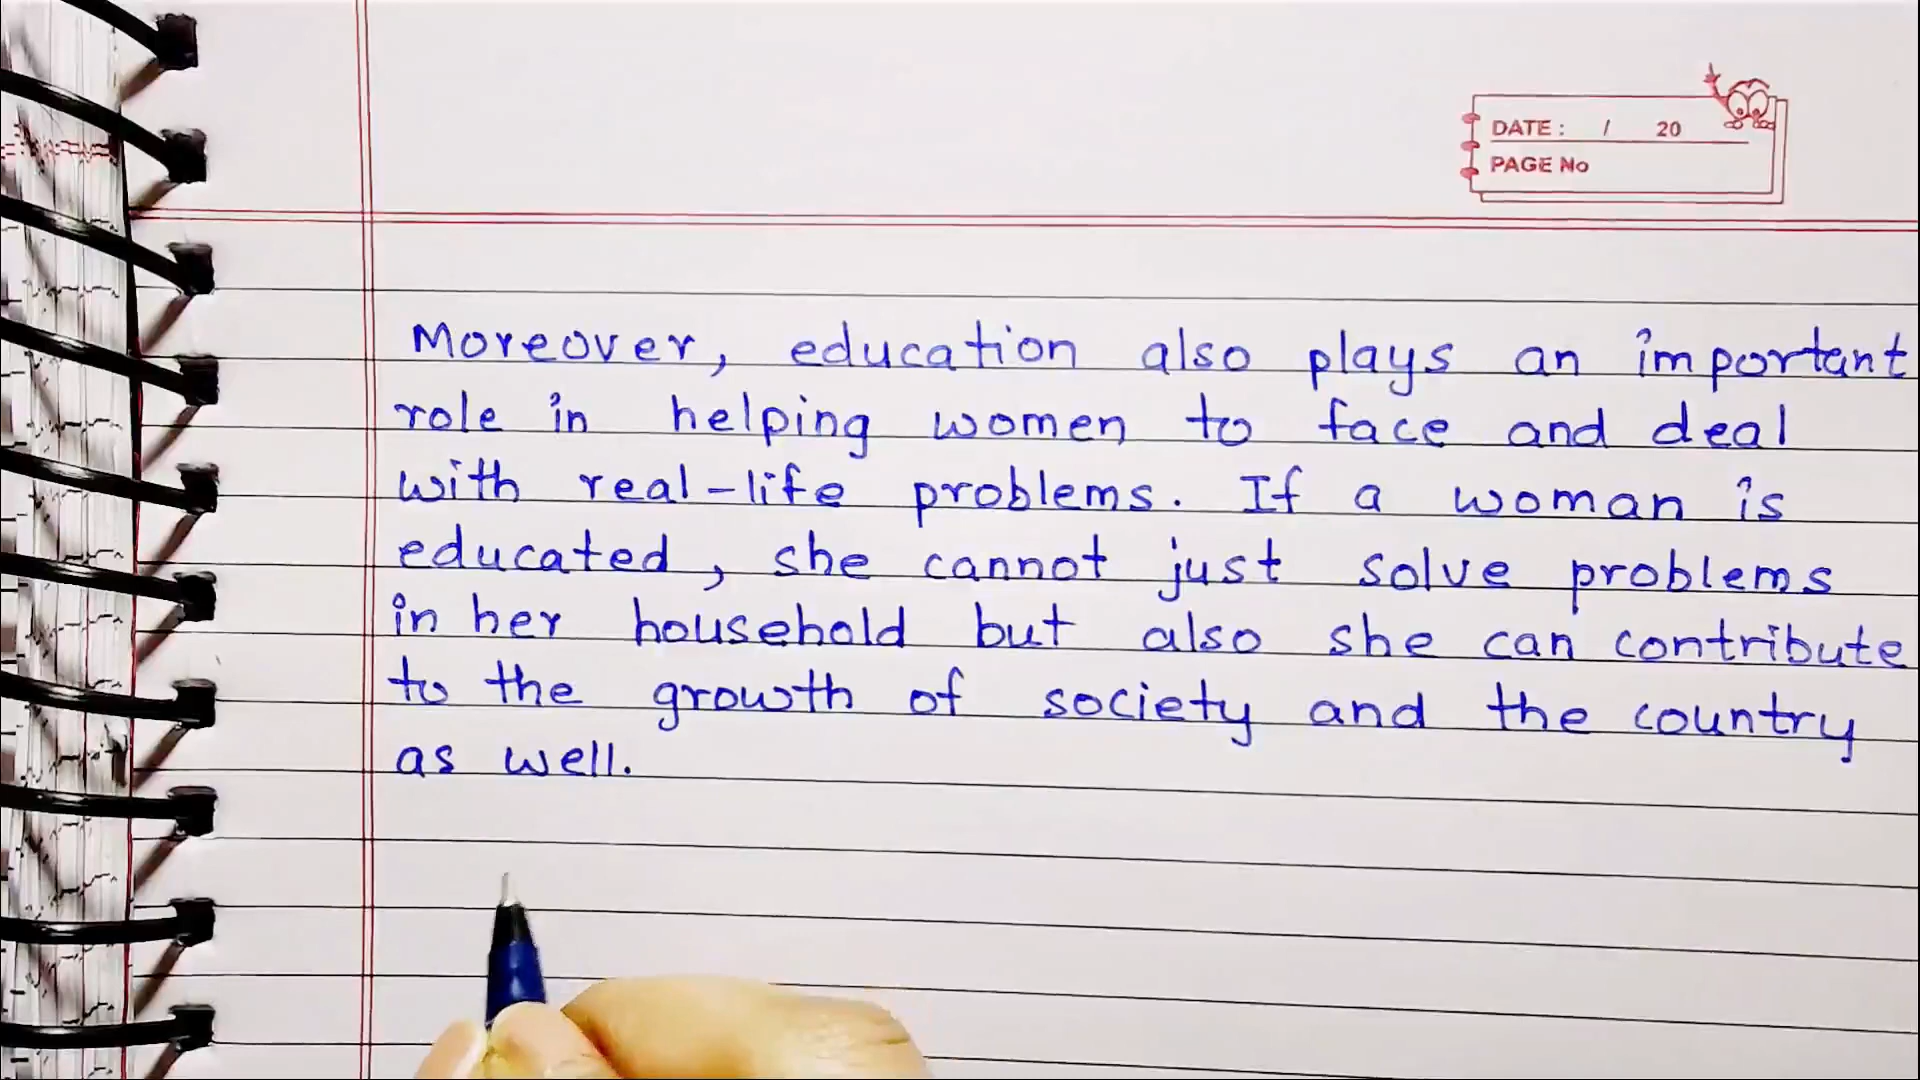 DATE : / 20
PAGE No
Moreover, education also plays an important
role in helping women to face and deal
with real-life problems. If a woman is
educated, she cannot just solve problems
in her household but also she can contribute
to the growth of society and the country
as well.